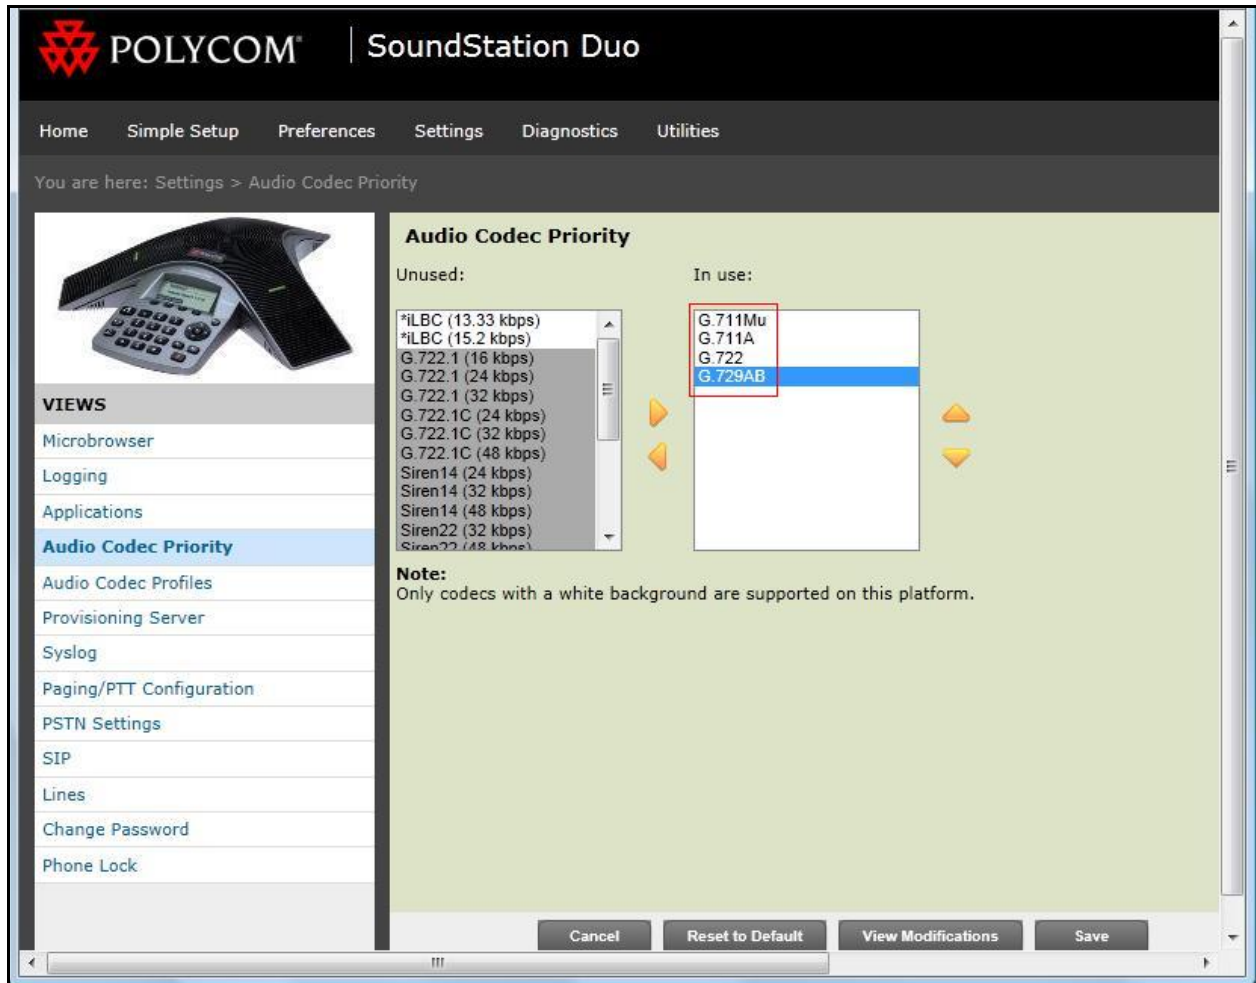 POLYCOM® | SoundStation Duo
Home Simple Setup Preferences Settings Diagnostics Utilities
You are here: Settings > Audio Codec Priority
VIEWS
Microbrowser
Logging
Applications
Audio Codec Priority
Audio Codec Profiles
Provisioning Server
Syslog
Paging/PTT Configuration
PSTN Settings
SIP
Lines
Change Password
Phone Lock
Audio Codec Priority
Unused:
*iLBC (13.33 kbps)
*iLBC (15.2 kbps)
G.722.1 (16 kbps)
G.722.1 (24 kbps)
G.722.1 (32 kbps)
G.722.1C (24 kbps)
G.722.1C (32 kbps)
G.722.1C (48 kbps)
Siren14 (24 kbps)
Siren14 (32 kbps)
Siren14 (48 kbps)
Siren22 (32 kbps)
Siren22 (48 kbps)
In use:
G.711Mu
G.711A
G.722
G.729AB
Note:
Only codecs with a white background are supported on this platform.
Cancel Reset to Default View Modifications Save